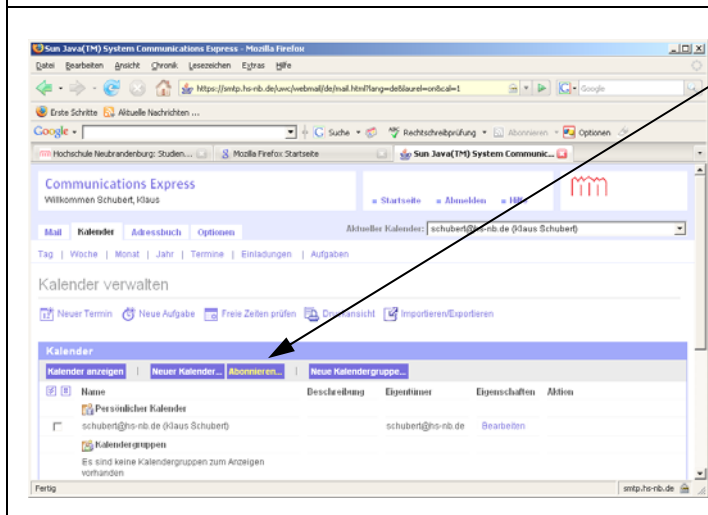 Sun Java(TM) System Communications Express - Mozilla Firefox
Datei Bearbeiten Ansicht Chronik Lesezeichen Extras Hilfe
https://smtp.hs-nb.de/uwc/webmail/de/mail.html?lang=de&laurel=on&cal=1 Google
Erste Schritte Aktuelle Nachrichten ...
Google Suche Rechtschreibprüfung Abonnieren Optionen
Hochschule Neubrandenburg: Studen... Mozilla Firefox Startseite Sun Java(TM) System Communic...
Communications Express
Willkommen Schubert, Klaus
Startseite Abmelden Hilfe
Mail Kalender Adressbuch Optionen Aktueller Kalender: schubert@hs-nb.de (Klaus Schubert)
Tag | Woche | Monat | Jahr | Termine | Einladungen | Aufgaben
Kalender verwalten
Neuer Termin Neue Aufgabe Freie Zeiten prüfen Druckansicht Importieren/Exportieren
Kalender
Kalender anzeigen | Neuer Kalender... Abonnieren... | Neue Kalendergruppe...
Name Beschreibung Eigentümer Eigenschaften Aktion
Persönlicher Kalender
schubert@hs-nb.de (Klaus Schubert) schubert@hs-nb.de Bearbeiten
Kalendergruppen
Es sind keine Kalendergruppen zum Anzeigen
vorhanden
Fertig smtp.hs-nb.de